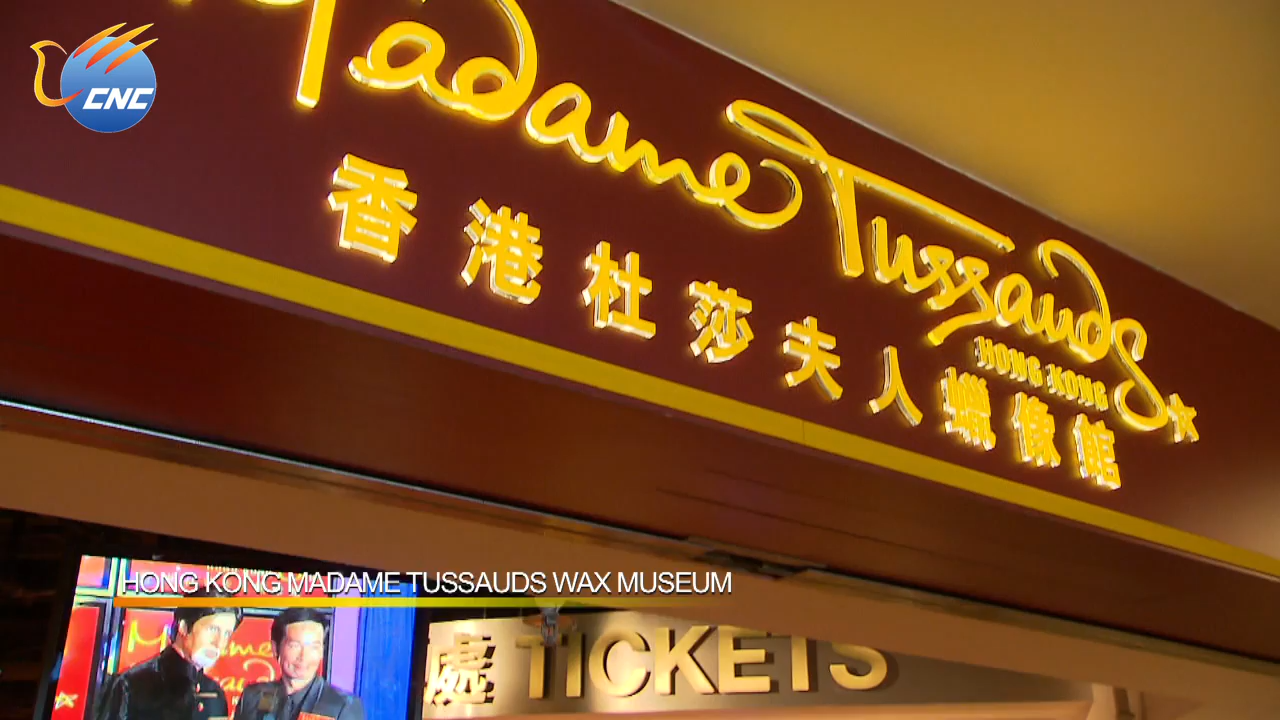 CNC
Madame Tussauds
HONG KONG
香港杜莎夫人蠟像館
HONG KONG MADAME TUSSAUDS WAX MUSEUM
Madame
處 TICKETS